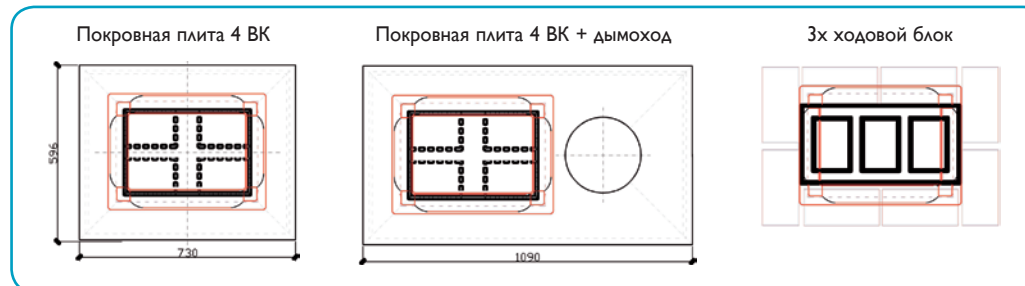 Покровная плита 4 ВК
Покровная плита 4 ВК + дымоход
3х ходовой блок
596
730
1090